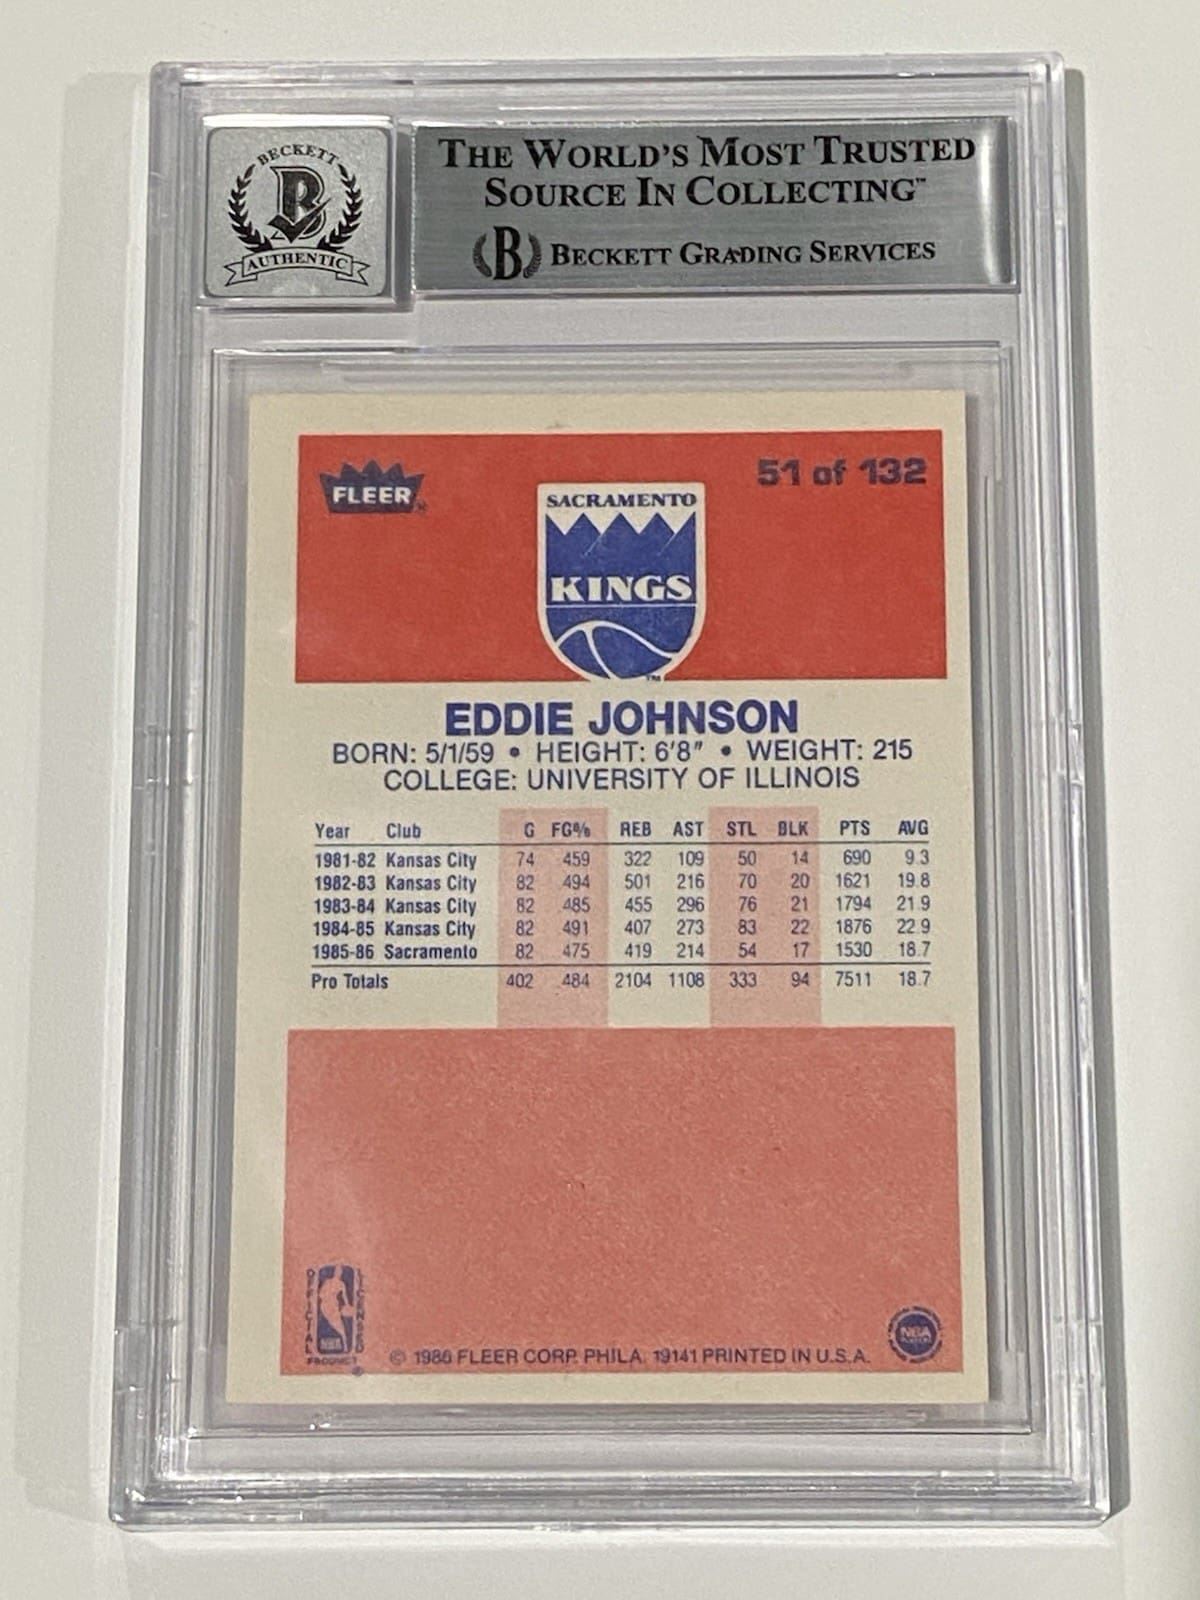 BECKETT
B
AUTHENTIC
THE WORLD'S MOST TRUSTED
SOURCE IN COLLECTING™
B BECKETT GRADING SERVICES
FLEER®
51 of 132
SACRAMENTO
KINGS
™
EDDIE JOHNSON
BORN: 5/1/59 • HEIGHT: 6'8" • WEIGHT: 215
COLLEGE: UNIVERSITY OF ILLINOIS
Year Club G FG% REB AST STL BLK PTS AVG
1981-82 Kansas City 74 459 322 109 50 14 690 9.3
1982-83 Kansas City 82 .494 501 216 70 20 1621 19.8
1983-84 Kansas City 82 .485 455 296 76 21 1794 21.9
1984-85 Kansas City 82 .491 407 273 83 22 1876 22.9
1985-86 Sacramento 82 .475 419 214 54 17 1530 18.7
Pro Totals 402 .484 2104 1108 333 94 7511 18.7
OFFICIAL LICENSED
NBA
PRODUCT
®
NBA
© 1986 FLEER CORP. PHILA. 19141 PRINTED IN U.S.A.